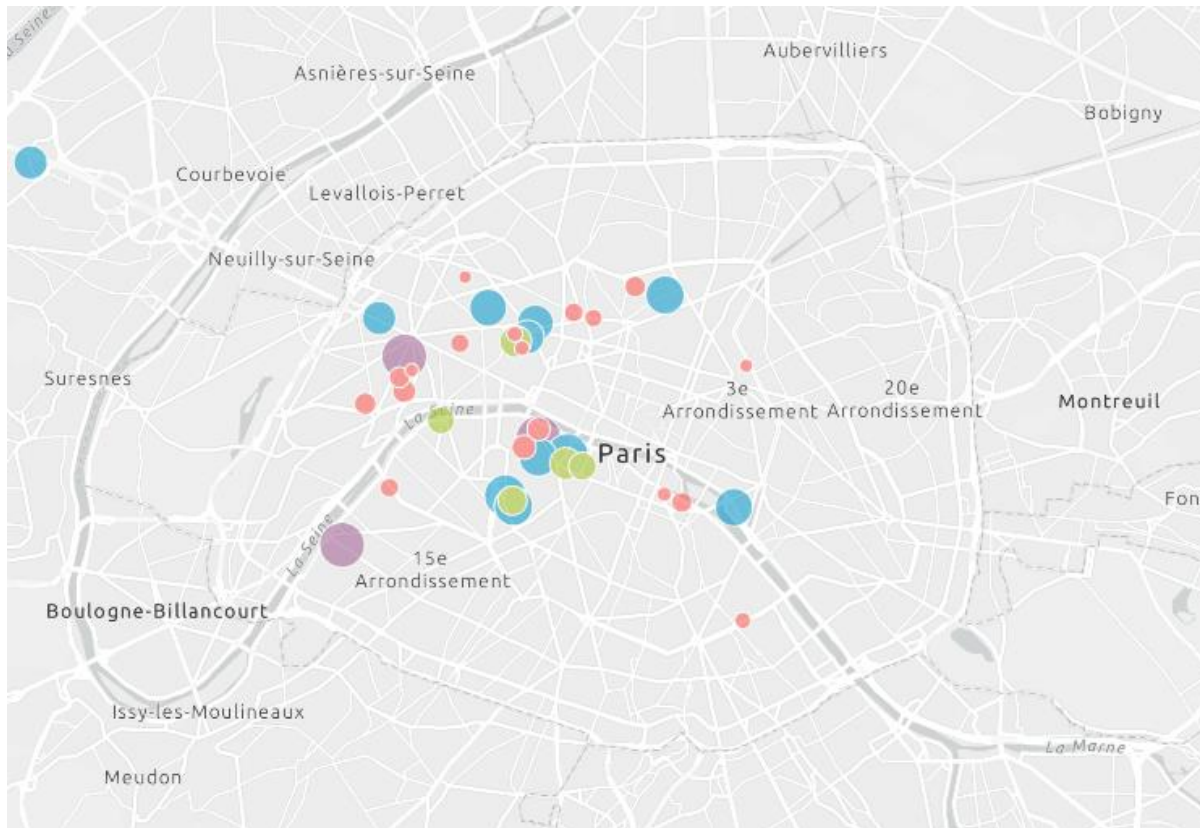 a Seine
Aubervilliers
Asnières-sur-Seine
Bobigny
Courbevoie
Levallois-Perret
Neuilly-sur-Seine
Suresnes
3e
Arrondissement
20e
Arrondissement
Montreuil
La Seine
Paris
Fon
La Seine
15e
Arrondissement
Boulogne-Billancourt
Issy-les-Moulineaux
La Marne
Meudon